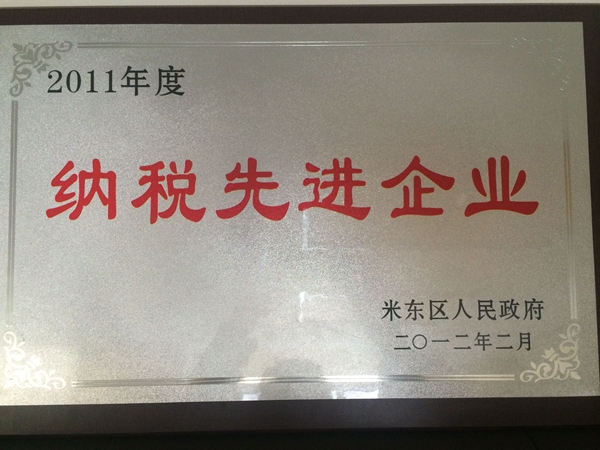 2011年度
纳税先进企业
米东区人民政府
二〇一二年二月